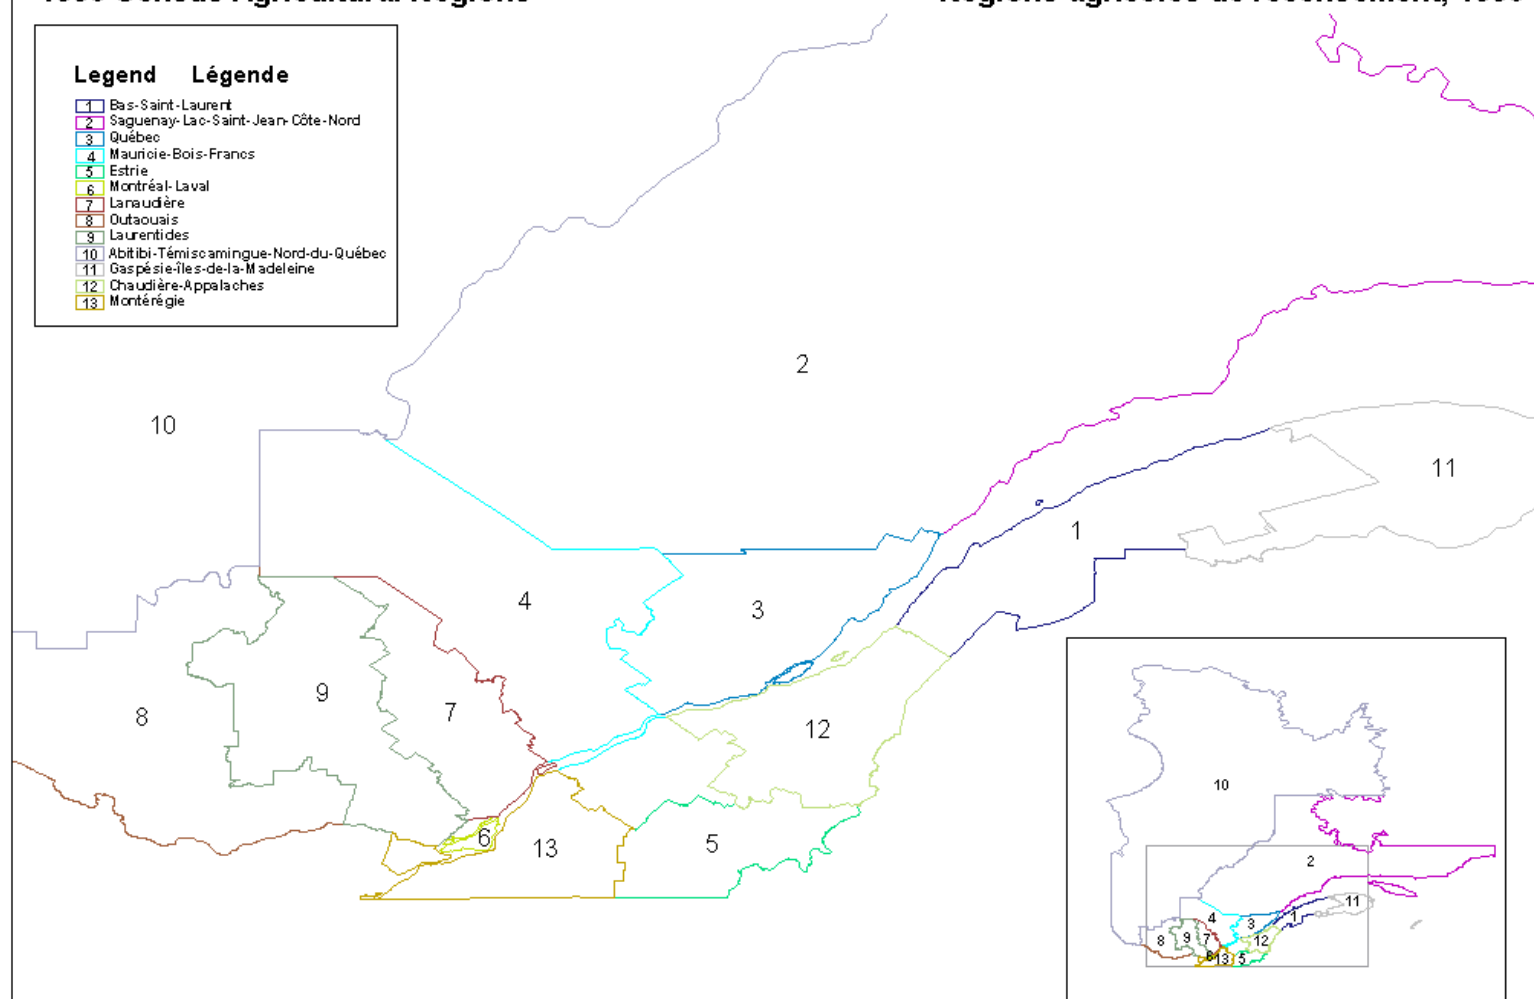 Legend Légende
1 Bas-Saint-Laurent
2 Saguenay-Lac-Saint-Jean-Côte-Nord
3 Québec
4 Mauricie-Bois-Francs
5 Estrie
6 Montréal-Laval
7 Lanaudière
8 Outaouais
9 Laurentides
10 Abitibi-Témiscamingue-Nord-du-Québec
11 Gaspésie-îles-de-la-Madeleine
12 Chaudière-Appalaches
13 Montérégie
2
10
11
1
4
3
9
7
8
12
6
13
5
10
2
11
4
3
1
8
9
7
12
6
13
5